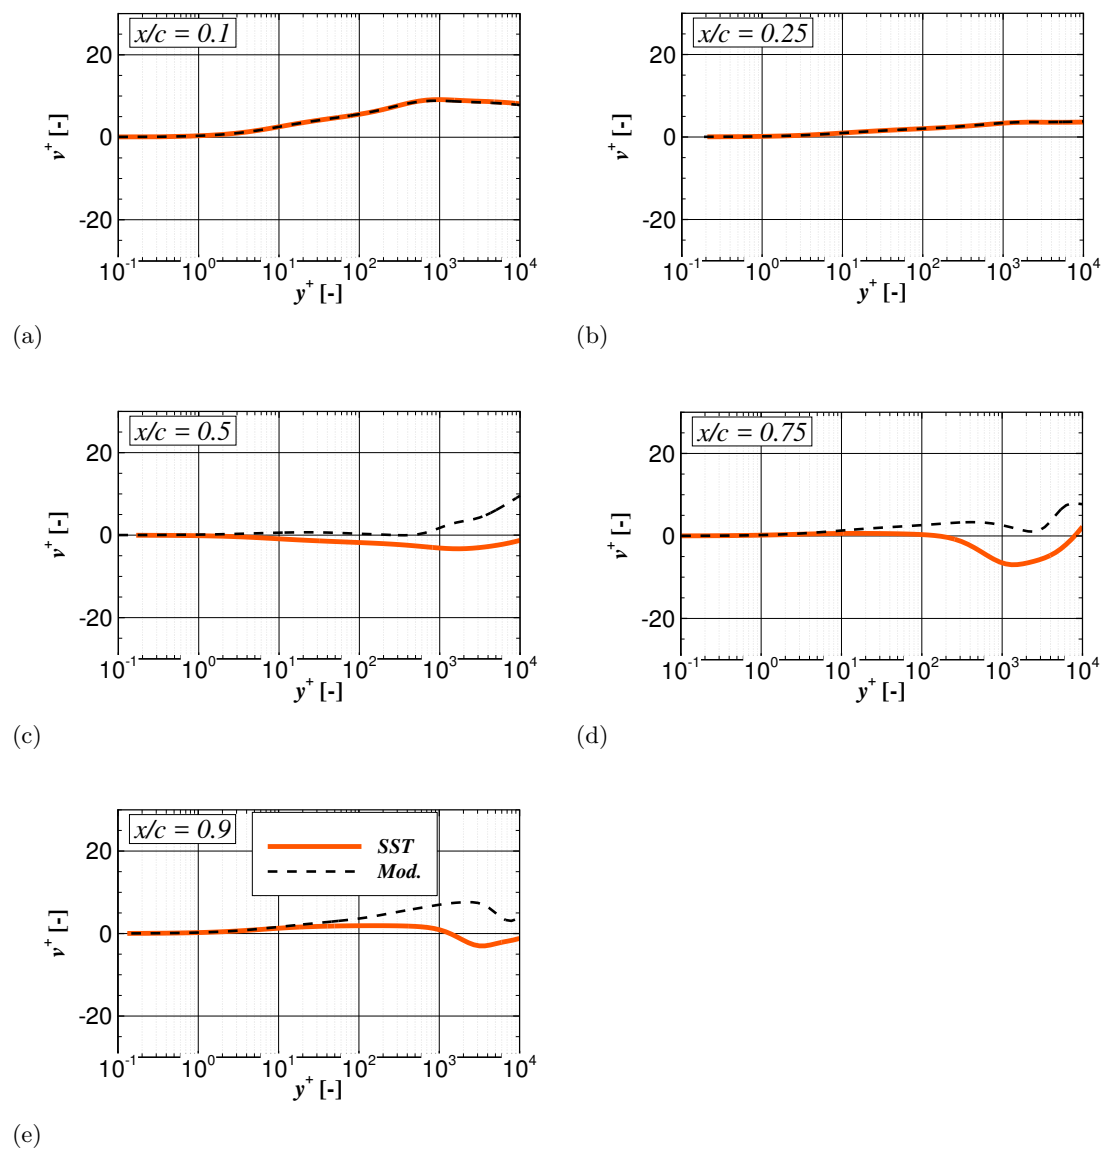 x/c = 0.1
20
0
-20
v⁺ [-]
10⁻¹ 10⁰ 10¹ 10² 10³ 10⁴
y⁺ [-]
(a)
x/c = 0.25
20
0
-20
v⁺ [-]
10⁻¹ 10⁰ 10¹ 10² 10³ 10⁴
y⁺ [-]
(b)
x/c = 0.5
20
0
-20
v⁺ [-]
10⁻¹ 10⁰ 10¹ 10² 10³ 10⁴
y⁺ [-]
(c)
x/c = 0.75
20
0
-20
v⁺ [-]
10⁻¹ 10⁰ 10¹ 10² 10³ 10⁴
y⁺ [-]
(d)
x/c = 0.9
SST
Mod.
20
0
-20
v⁺ [-]
10⁻¹ 10⁰ 10¹ 10² 10³ 10⁴
y⁺ [-]
(e)